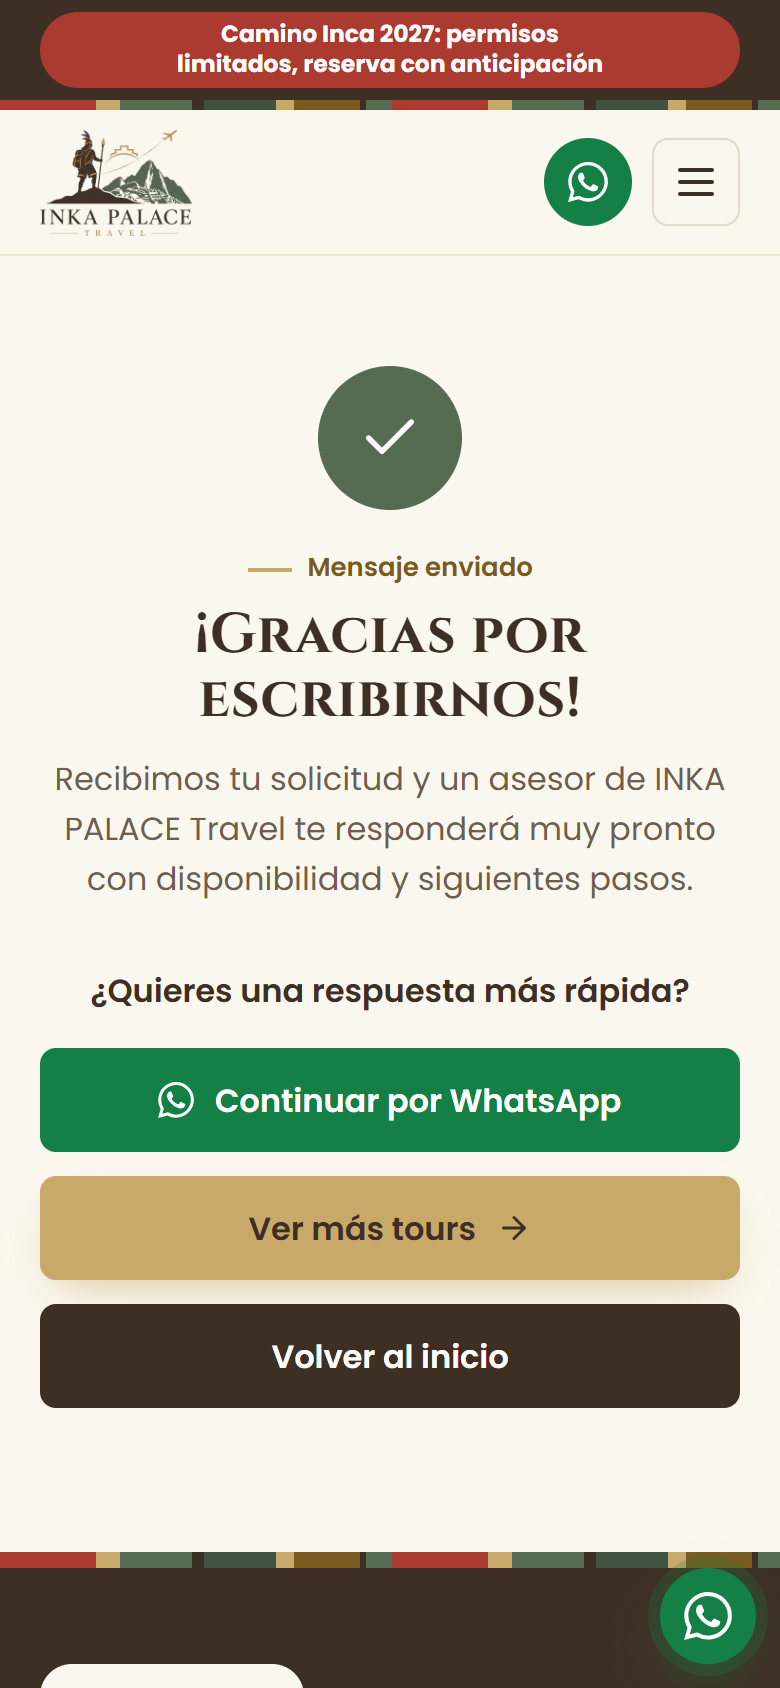 Camino Inca 2027: permisos
limitados, reserva con anticipación
INKA PALACE
TRAVEL
Mensaje enviado
¡Gracias por
escribirnos!
Recibimos tu solicitud y un asesor de INKA
PALACE Travel te responderá muy pronto
con disponibilidad y siguientes pasos.
¿Quieres una respuesta más rápida?
Continuar por WhatsApp
Ver más tours
Volver al inicio